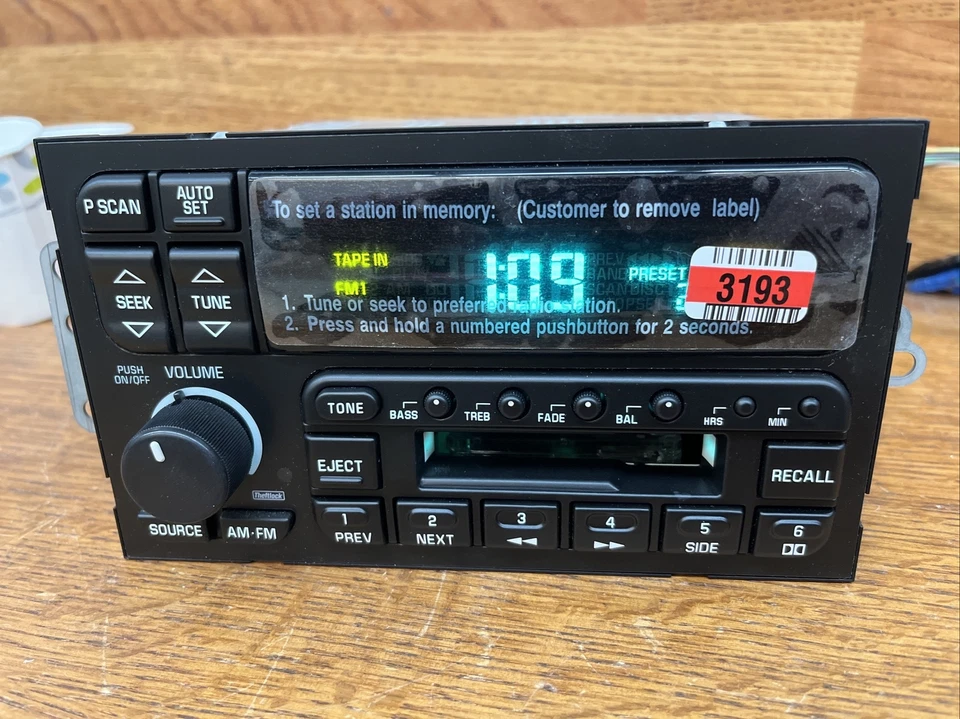 P SCAN
AUTO SET
To set a station in memory: (Customer to remove label)
TAPE IN
1:09
PRESET
3193
FM1
1. Tune or seek to preferred radio station.
2. Press and hold a numbered pushbutton for 2 seconds.
SEEK
TUNE
PUSH ON/OFF
VOLUME
TONE
BASS
TREB
FADE
BAL
HRS
MIN
EJECT
RECALL
Theftlock
SOURCE
AM·FM
1
PREV
2
NEXT
3
4
5
SIDE
6